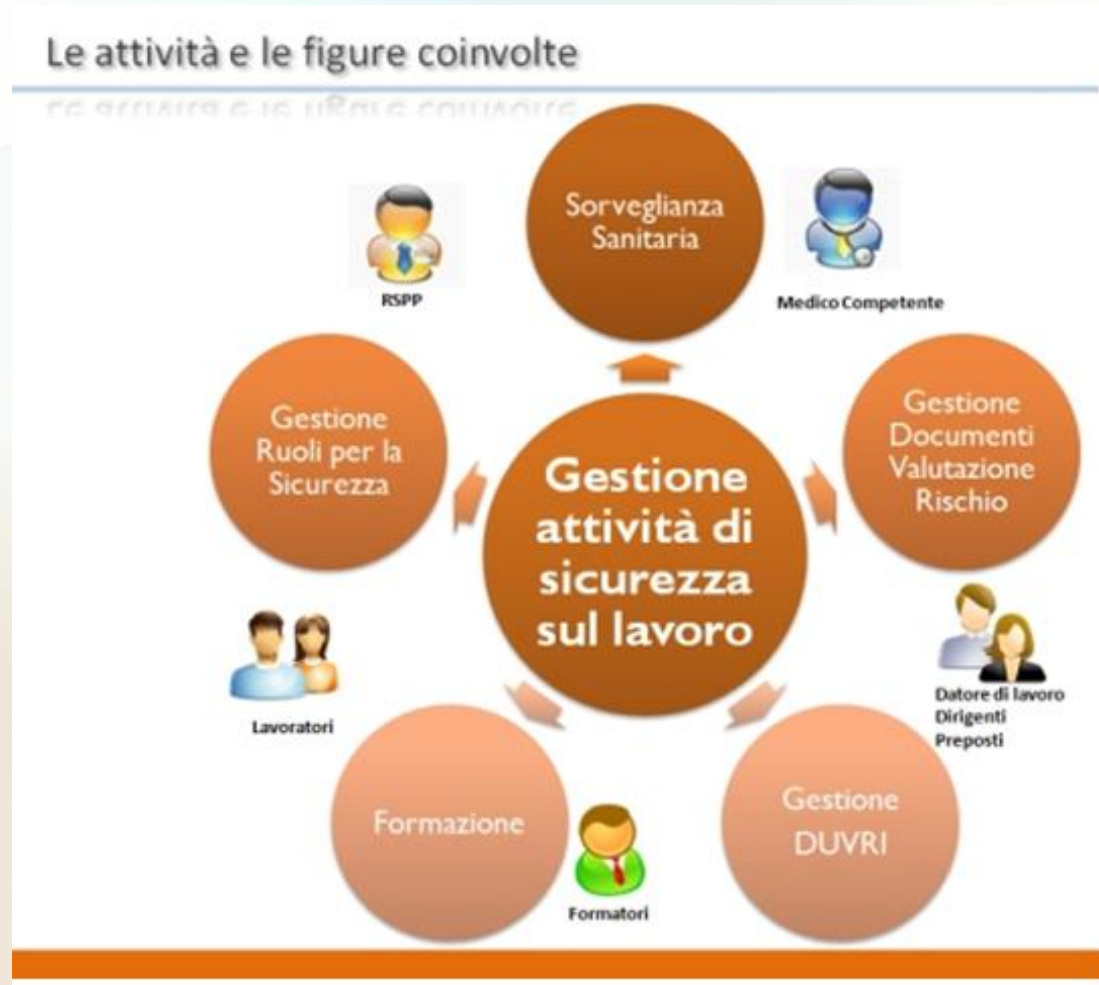 Le attività e le figure coinvolte
Sorveglianza
Sanitaria
RSPP
Medico Competente
Gestione
Ruoli per la
Sicurezza
Gestione
Documenti
Valutazione
Rischio
Gestione
attività di
sicurezza
sul lavoro
Lavoratori
Datore di lavoro
Dirigenti
Preposti
Formazione
Formatori
Gestione
DUVRI